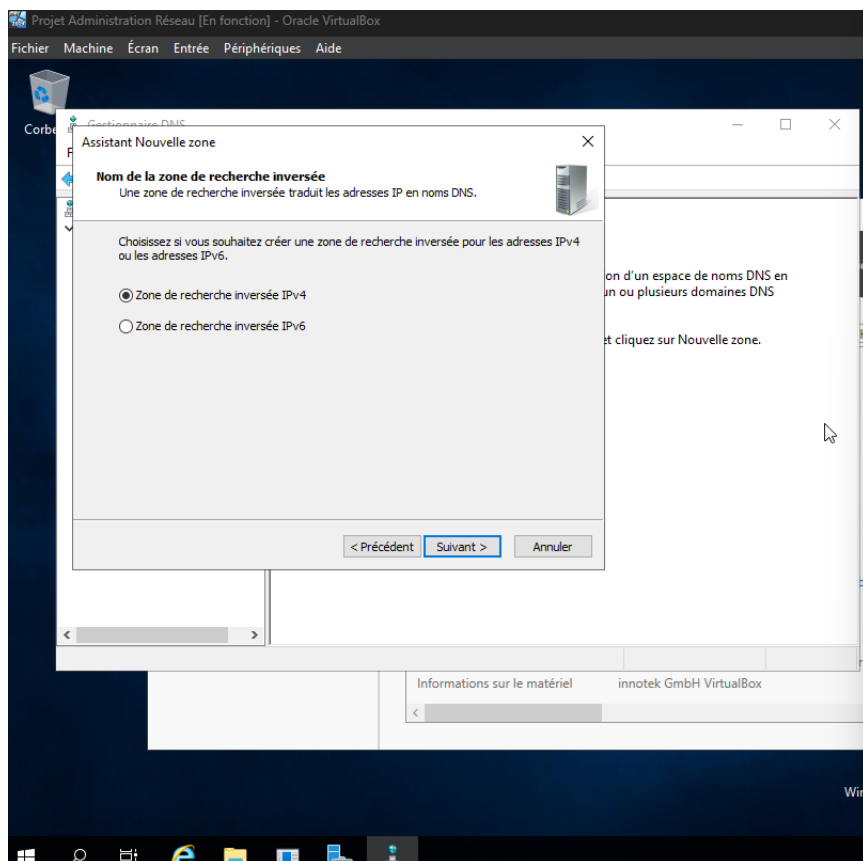 Projet Administration Réseau [En fonction] - Oracle VirtualBox
Fichier Machine Écran Entrée Périphériques Aide
Corbe
Gestionnaire DNS
F
Assistant Nouvelle zone
Nom de la zone de recherche inversée
Une zone de recherche inversée traduit les adresses IP en noms DNS.
Choisissez si vous souhaitez créer une zone de recherche inversée pour les adresses IPv4
ou les adresses IPv6.
Zone de recherche inversée IPv4
Zone de recherche inversée IPv6
on d'un espace de noms DNS en
un ou plusieurs domaines DNS
et cliquez sur Nouvelle zone.
< Précédent Suivant > Annuler
Informations sur le matériel innotek GmbH VirtualBox
Wir